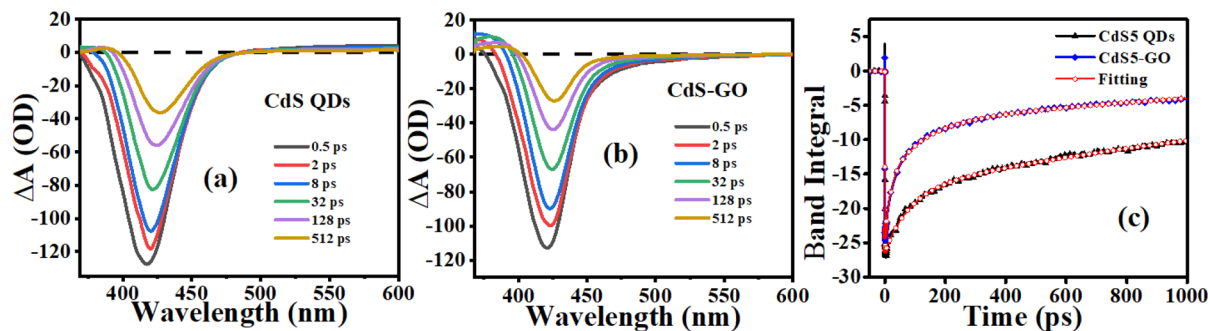 20
0
-20
-40
-60
-80
-100
-120
ΔA (OD)
CdS QDs
0.5 ps
2 ps
8 ps
32 ps
128 ps
512 ps
(a)
400 450 500 550 600
Wavelength (nm)
20
0
-20
-40
-60
-80
-100
-120
ΔA (OD)
CdS-GO
0.5 ps
2 ps
8 ps
32 ps
128 ps
512 ps
(b)
400 450 500 550 600
Wavelength (nm)
5
0
-5
-10
-15
-20
-25
-30
Band Integral
CdS5 QDs
CdS5-GO
Fitting
(c)
0 200 400 600 800 1000
Time (ps)